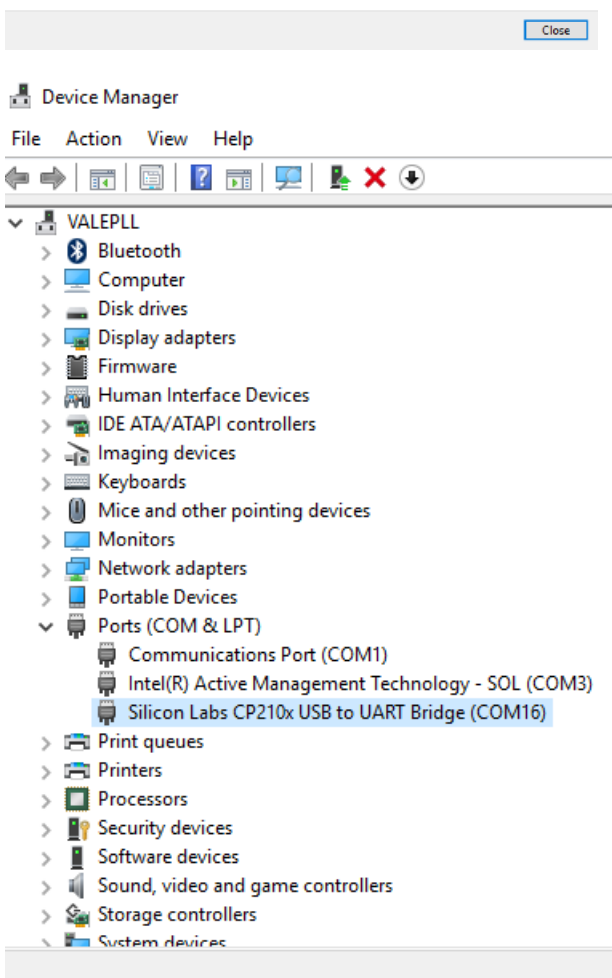 Close
Device Manager
File Action View Help
VALEPLL
Bluetooth
Computer
Disk drives
Display adapters
Firmware
Human Interface Devices
IDE ATA/ATAPI controllers
Imaging devices
Keyboards
Mice and other pointing devices
Monitors
Network adapters
Portable Devices
Ports (COM & LPT)
Communications Port (COM1)
Intel(R) Active Management Technology - SOL (COM3)
Silicon Labs CP210x USB to UART Bridge (COM16)
Print queues
Printers
Processors
Security devices
Software devices
Sound, video and game controllers
Storage controllers
System devices